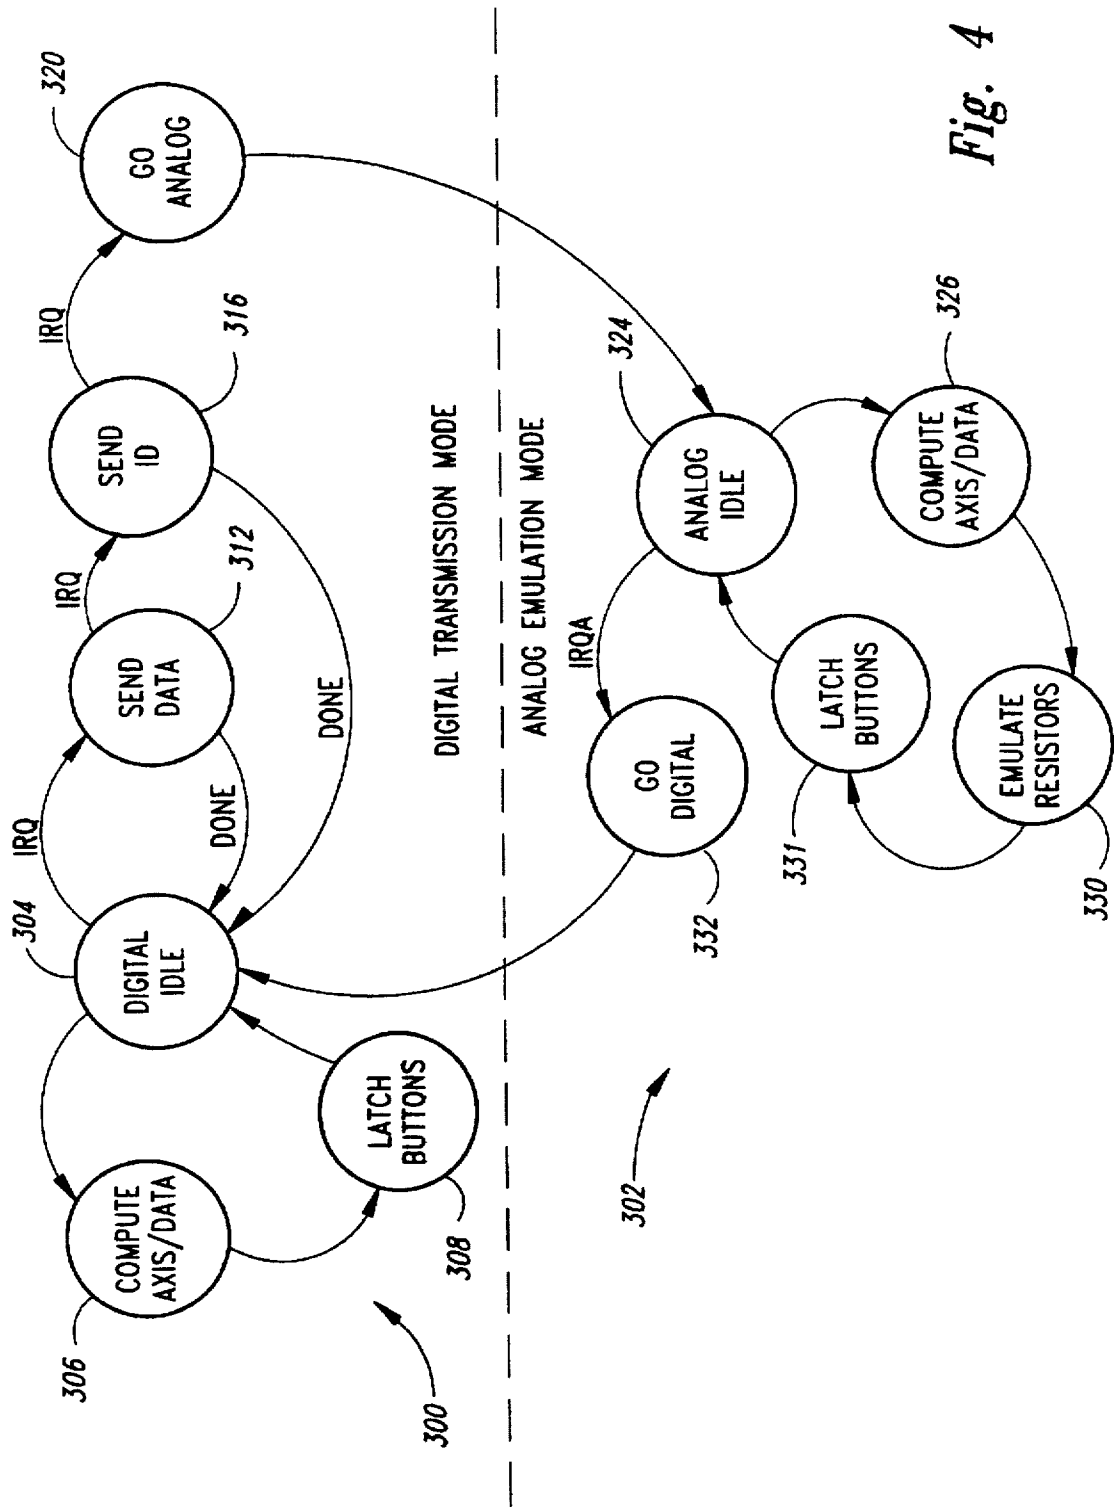 320
GO
ANALOG
IRQ
316
SEND
ID
IRQ
312
SEND
DATA
DONE
IRQ
DONE
304
DIGITAL
IDLE
306
COMPUTE
AXIS/DATA
308
LATCH
BUTTONS
300
DIGITAL TRANSMISSION MODE
ANALOG EMULATION MODE
324
ANALOG
IDLE
326
COMPUTE
AXIS/DATA
IRQA
GO
DIGITAL
332
331
LATCH
BUTTONS
EMULATE
RESISTORS
330
302
Fig. 4